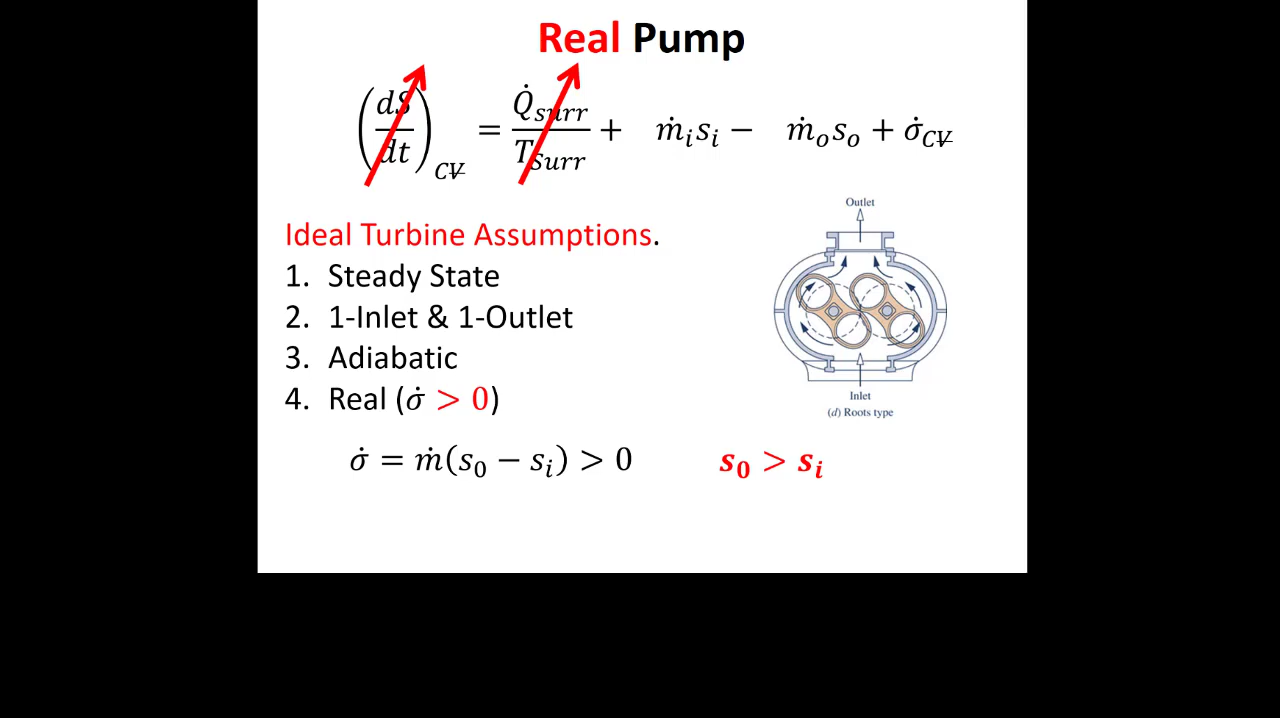 Real Pump
(dS/dt)_CV = Q̇_surr/T_Surr + ṁ_i s_i − ṁ_o s_o + σ̇_CV
Ideal Turbine Assumptions.
1. Steady State
2. 1-Inlet & 1-Outlet
3. Adiabatic
4. Real (σ̇ > 0)
σ̇ = ṁ(s_0 − s_i) > 0
s_0 > s_i
Outlet
Inlet
(d) Roots type